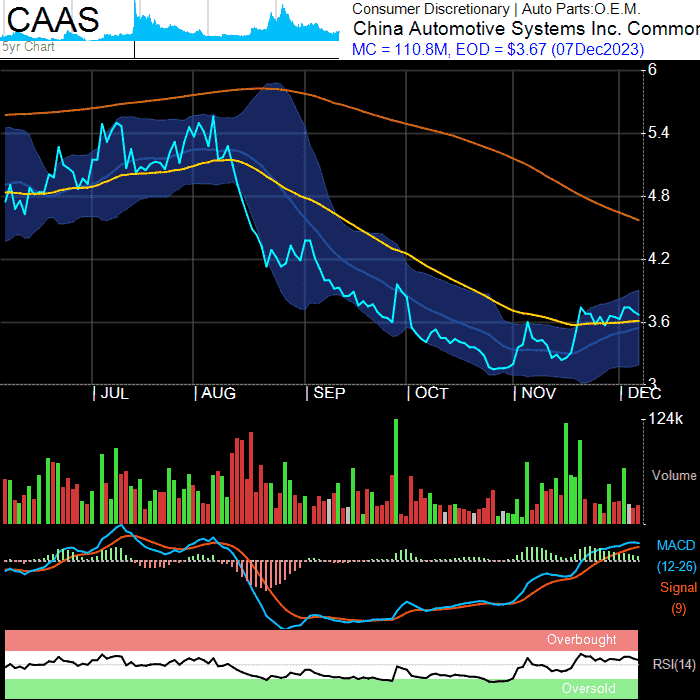 CAAS
5yr Chart
Consumer Discretionary | Auto Parts:O.E.M.
China Automotive Systems Inc. Common
MC = 110.8M, EOD = $3.67 (07Dec2023)
6
5.4
4.8
4.2
3.6
3
JUL AUG SEP OCT NOV DEC
124k
Volume
MACD
(12-26)
Signal
(9)
Overbought
RSI(14)
Oversold